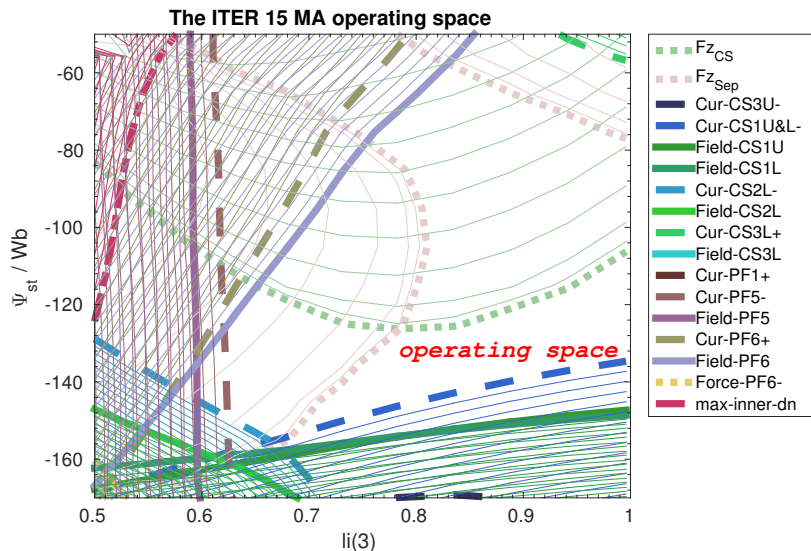 The ITER 15 MA operating space
Ψst / Wb
-60
-80
-100
-120
-140
-160
0.5
0.6
0.7
0.8
0.9
1
li(3)
operating space
FzCS
FzSep
Cur-CS3U-
Cur-CS1U&L-
Field-CS1U
Field-CS1L
Cur-CS2L-
Field-CS2L
Cur-CS3L+
Field-CS3L
Cur-PF1+
Cur-PF5-
Field-PF5
Cur-PF6+
Field-PF6
Force-PF6-
max-inner-dn